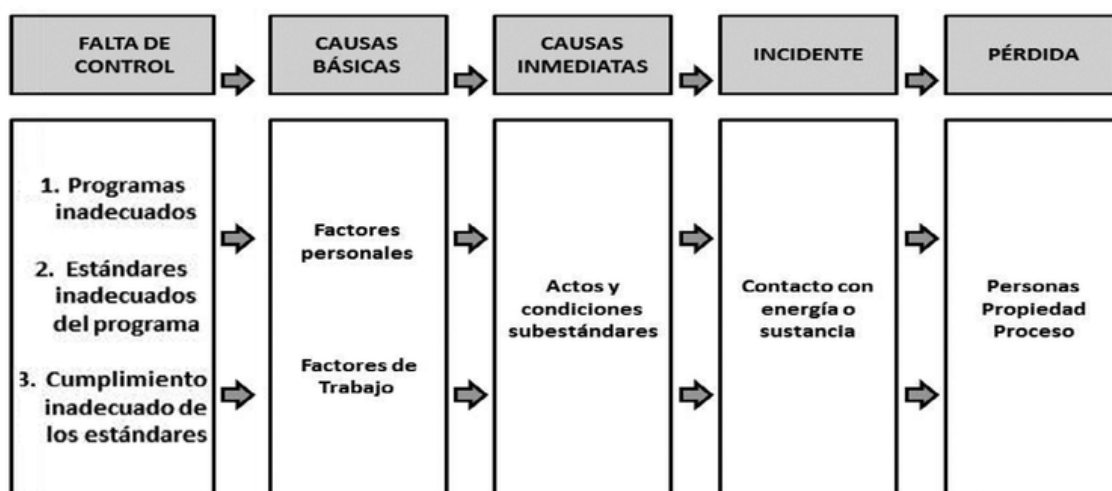 FALTA DE
CONTROL
CAUSAS
BÁSICAS
CAUSAS
INMEDIATAS
INCIDENTE
PÉRDIDA
1. Programas
inadecuados
2. Estándares
inadecuados
del programa
3. Cumplimiento
inadecuado de
los estándares
Factores
personales
Factores de
Trabajo
Actos y
condiciones
subestándares
Contacto con
energía o
sustancia
Personas
Propiedad
Proceso